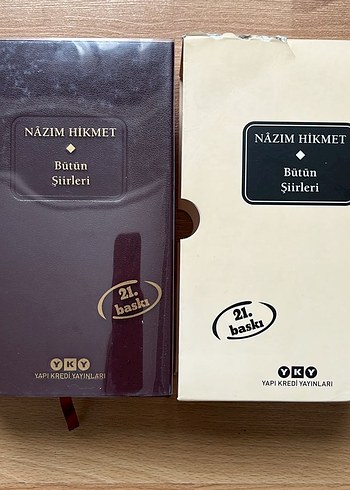 NÂZIM HİKMET
Bütün
Şiirleri
21.
baskı
YKY
YAPI KREDİ YAYINLARI
NÂZIM HİKMET
Bütün
Şiirleri
21.
baskı
YKY
YAPI KREDİ YAYINLARI